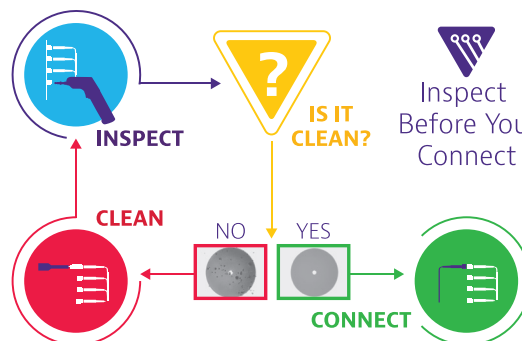 ?
INSPECT
IS IT
CLEAN?
Inspect
Before You
Connect
CLEAN
NO
YES
CONNECT